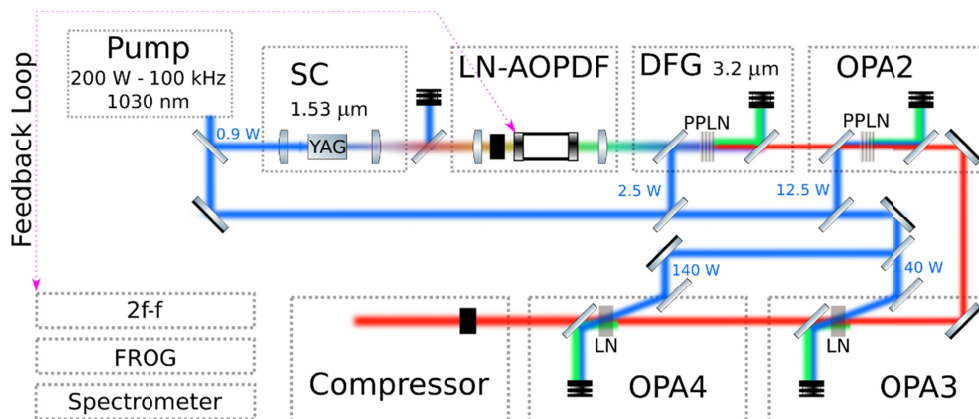 Feedback Loop
Pump
200 W - 100 kHz
1030 nm
0.9 W
SC
1.53 μm
YAG
LN-AOPDF
DFG 3.2 μm
PPLN
2.5 W
OPA2
PPLN
12.5 W
140 W
40 W
2f-f
FROG
Spectrometer
Compressor
LN
OPA4
LN
OPA3